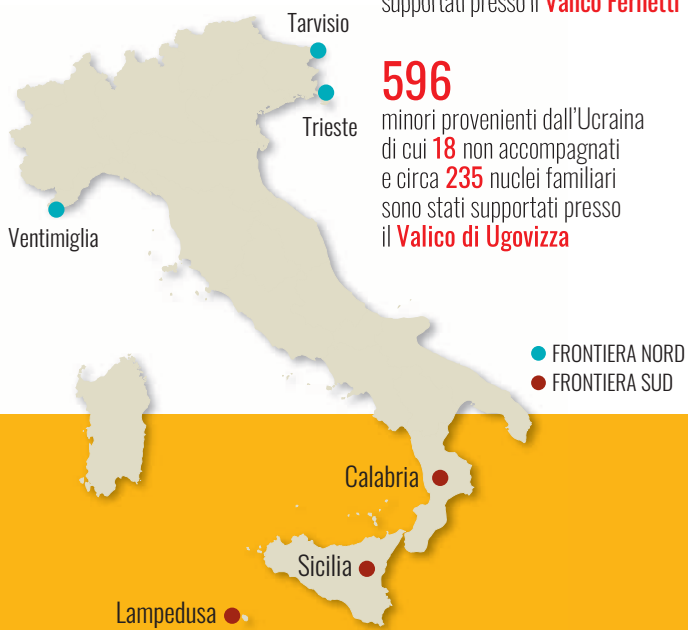 supportati presso il Valico Fernetti
Tarvisio
596
minori provenienti dall'Ucraina
di cui 18 non accompagnati
e circa 235 nuclei familiari
sono stati supportati presso
il Valico di Ugovizza
Trieste
Ventimiglia
FRONTIERA NORD
FRONTIERA SUD
Calabria
Sicilia
Lampedusa